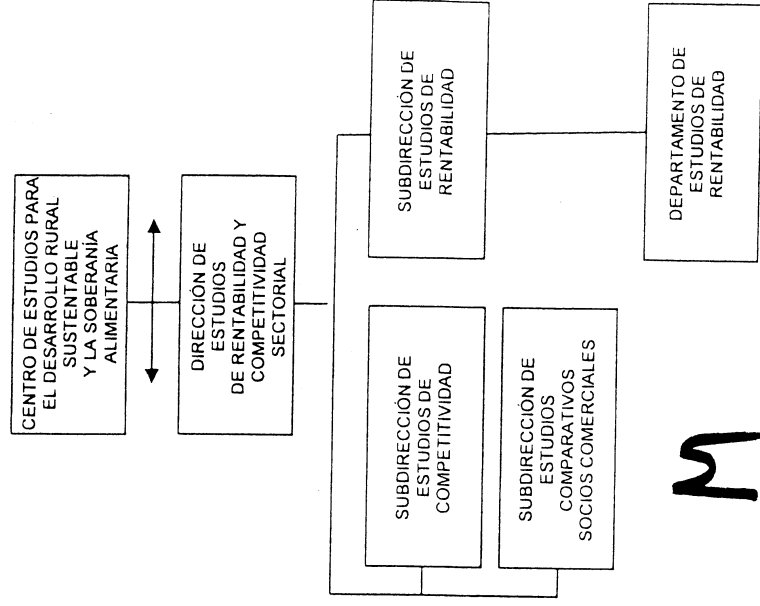 CENTRO DE ESTUDIOS PARA
EL DESARROLLO RURAL
SUSTENTABLE
Y LA SOBERANÍA
ALIMENTARIA
DIRECCIÓN DE
ESTUDIOS
DE RENTABILIDAD Y
COMPETITIVIDAD
SECTORIAL
SUBDIRECCIÓN DE
ESTUDIOS DE
COMPETITIVIDAD
SUBDIRECCIÓN DE
ESTUDIOS
COMPARATIVOS
SOCIOS COMERCIALES
SUBDIRECCIÓN DE
ESTUDIOS DE
RENTABILIDAD
DEPARTAMENTO DE
ESTUDIOS DE
RENTABILIDAD